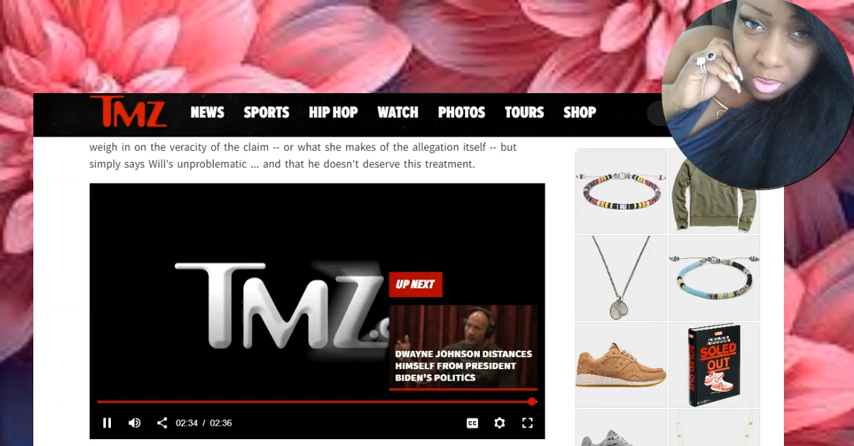 TMZ NEWS SPORTS HIP HOP WATCH PHOTOS TOURS SHOP
weigh in on the veracity of the claim -- or what she makes of the allegation itself -- but
simply says Will's unproblematic ... and that he doesn't deserve this treatment.
UP NEXT
TMZ.c
DWAYNE JOHNSON DISTANCES
HIMSELF FROM PRESIDENT
BIDEN'S POLITICS
SOLED
OUT
02:34 / 02:36
CC